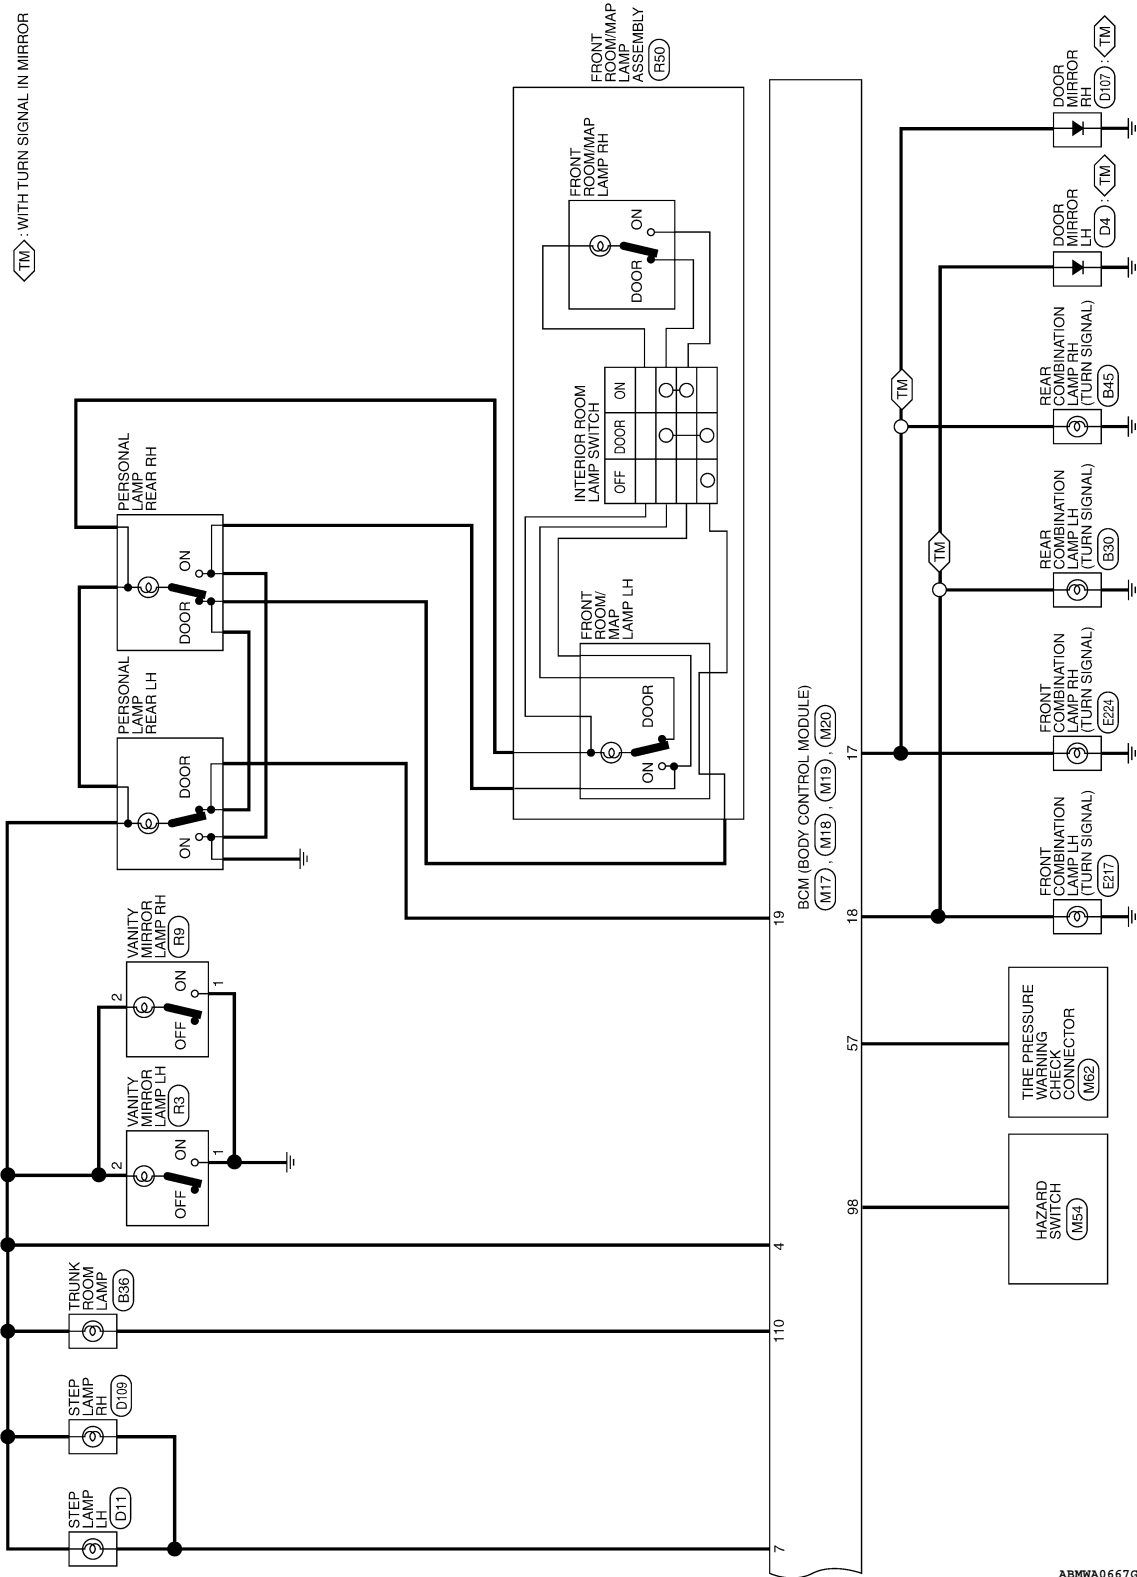 TM : WITH TURN SIGNAL IN MIRROR
STEP
LAMP
LH
D11
STEP
LAMP
RH
D109
TRUNK
ROOM
LAMP
B36
VANITY
MIRROR
LAMP LH
R3
2
OFF
ON
1
VANITY
MIRROR
LAMP RH
R9
2
OFF
ON
1
PERSONAL
LAMP
REAR LH
ON
DOOR
PERSONAL
LAMP
REAR RH
DOOR
ON
FRONT
ROOM/MAP
LAMP
ASSEMBLY
R50
FRONT
ROOM/MAP
LAMP RH
DOOR
ON
INTERIOR ROOM
LAMP SWITCH
OFF
DOOR
ON
FRONT
ROOM/
MAP
LAMP LH
ON
DOOR
7
110
4
19
BCM (BODY CONTROL MODULE)
M17 , M18 , M19 , M20
98
57
18
17
TM
TM
HAZARD
SWITCH
M54
TIRE PRESSURE
WARNING
CHECK
CONNECTOR
M62
FRONT
COMBINATION
LAMP LH
(TURN SIGNAL)
E217
FRONT
COMBINATION
LAMP RH
(TURN SIGNAL)
E224
REAR
COMBINATION
LAMP LH
(TURN SIGNAL)
B30
REAR
COMBINATION
LAMP RH
(TURN SIGNAL)
B45
DOOR
MIRROR
LH
D4 : TM
DOOR
MIRROR
RH
D107 : TM
ABMWA0667G